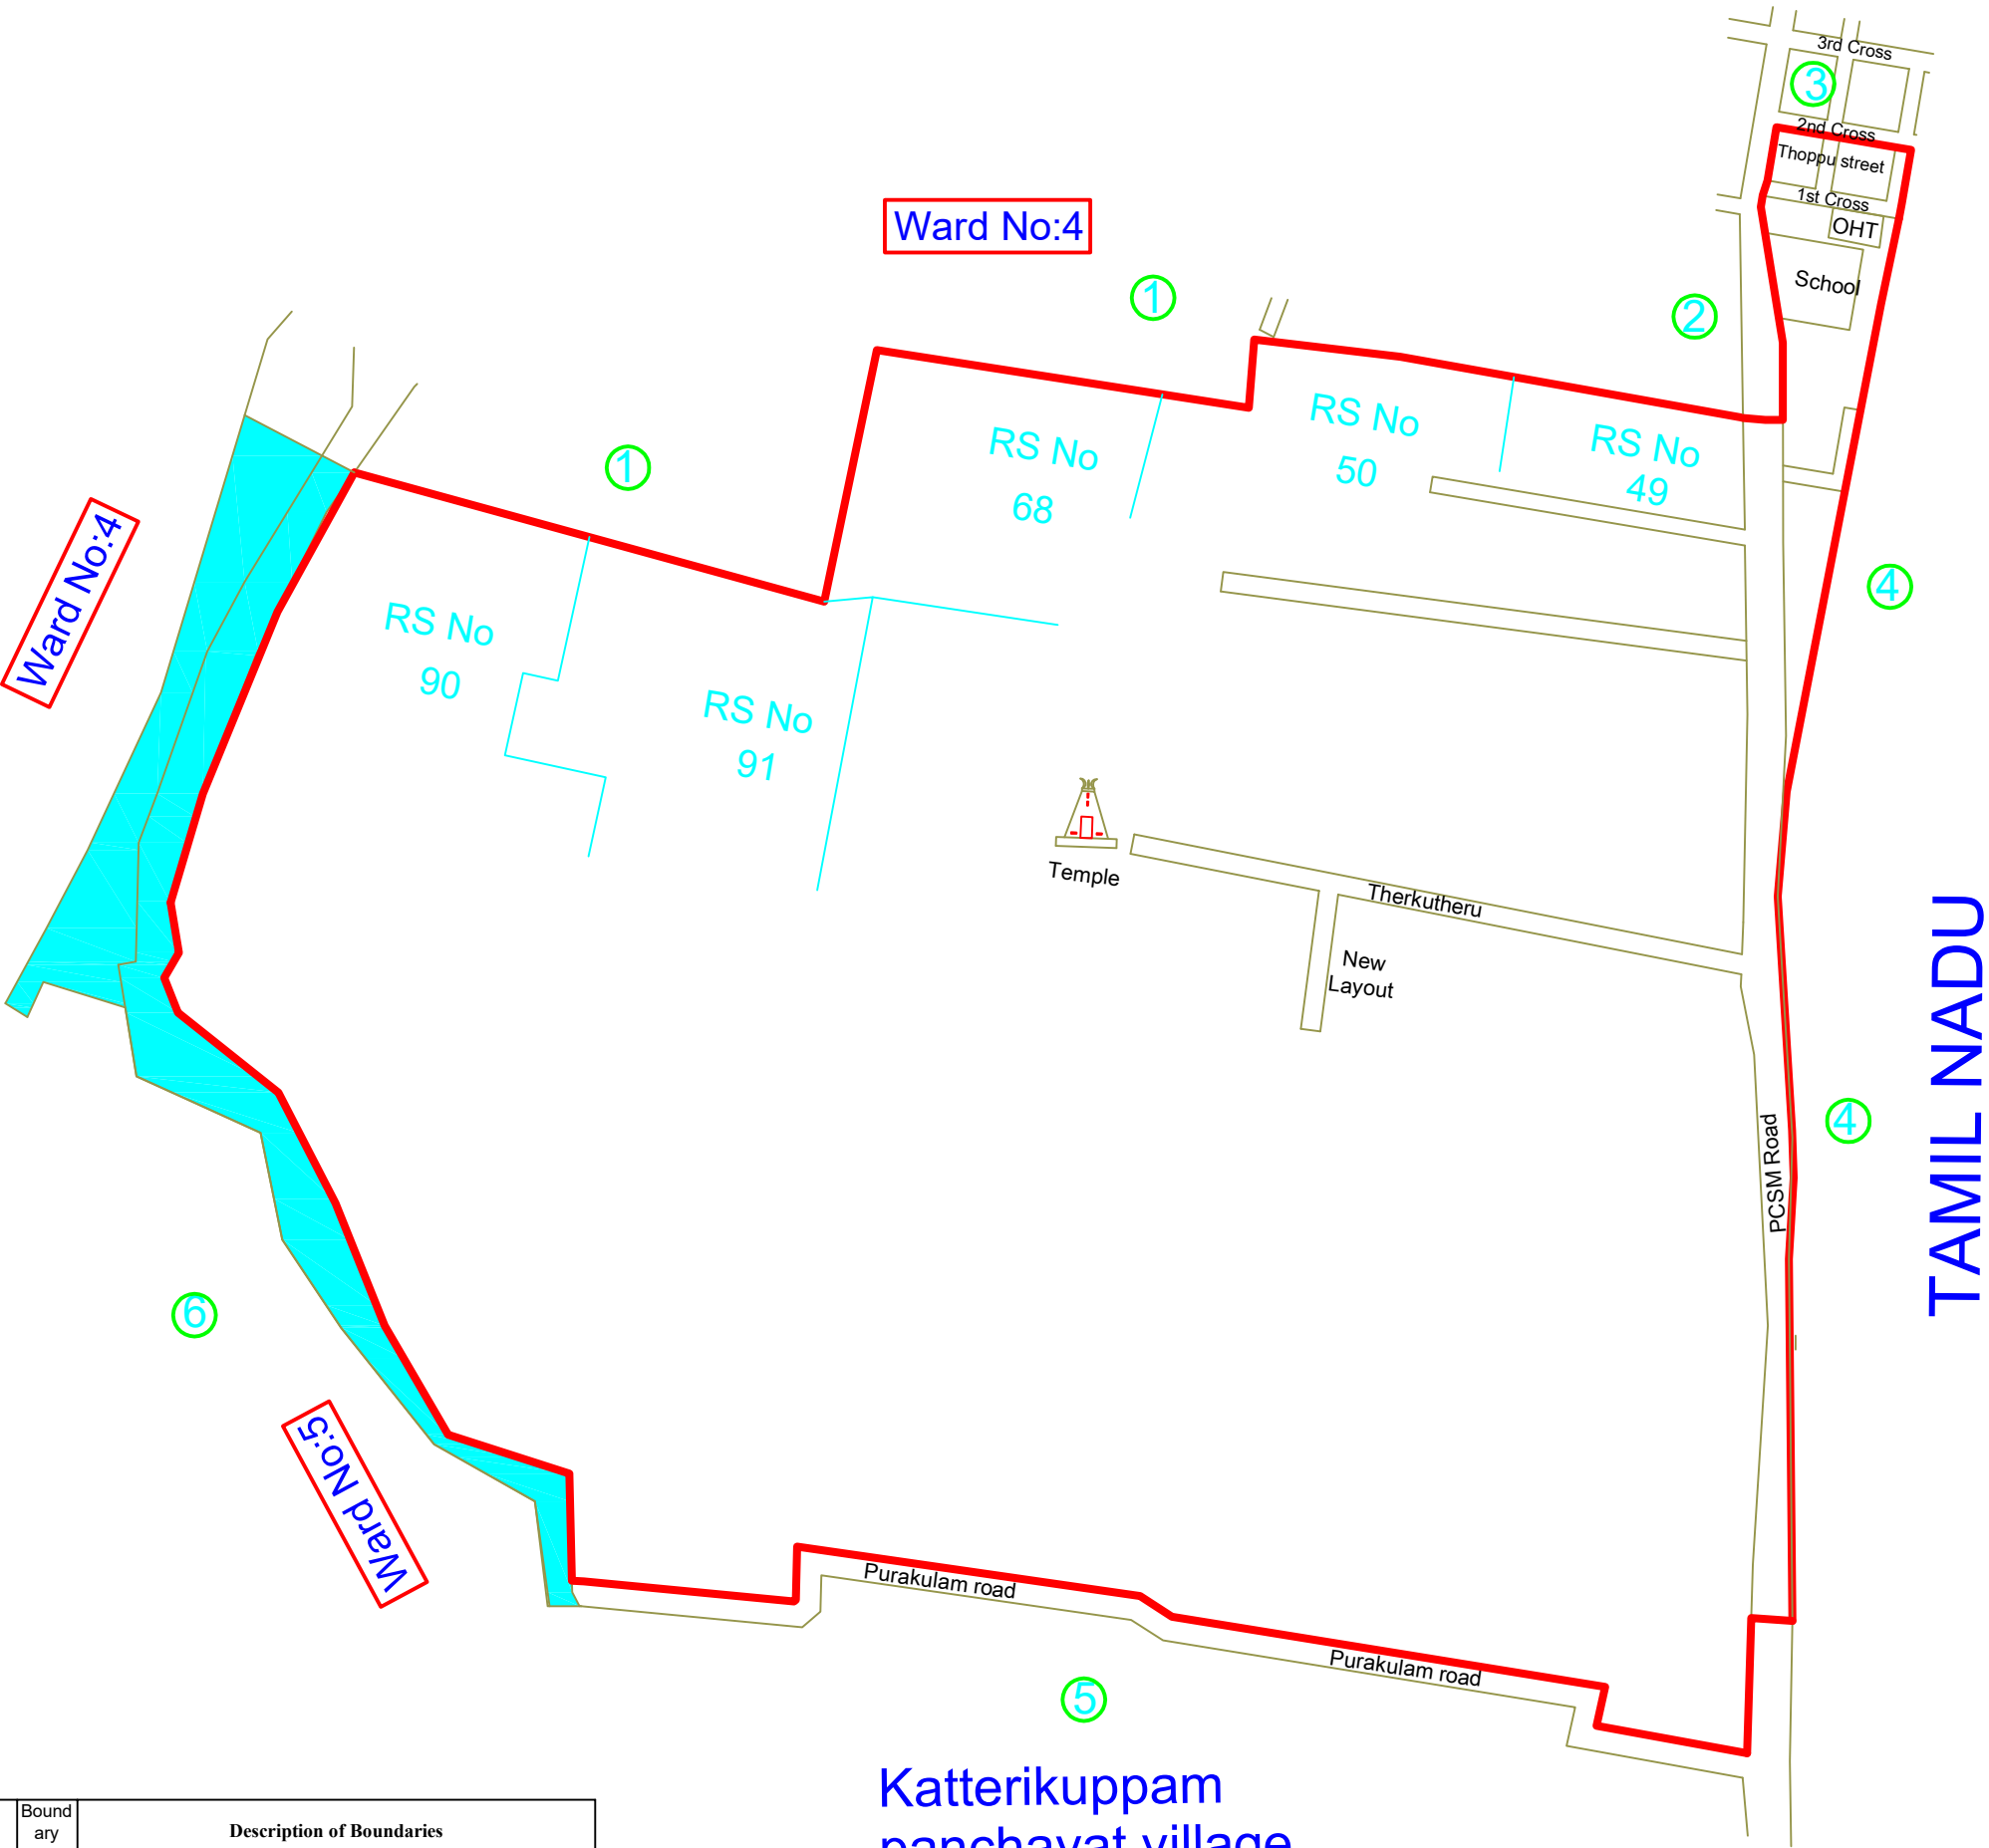 3rd Cross
3
2nd Cross
Thoppu street
1st Cross
OHT
School
Ward No:4
1
2
1
RS No
50
RS No
49
RS No
68
Ward No:4
4
RS No
90
RS No
91
Temple
Therkutheru
New
Layout
TAMIL NADU
4
PCSM Road
6
Ward No:5
Purakulam road
Purakulam road
5
Katterikuppam
panchayat village
Bound
ary
Description of Boundaries